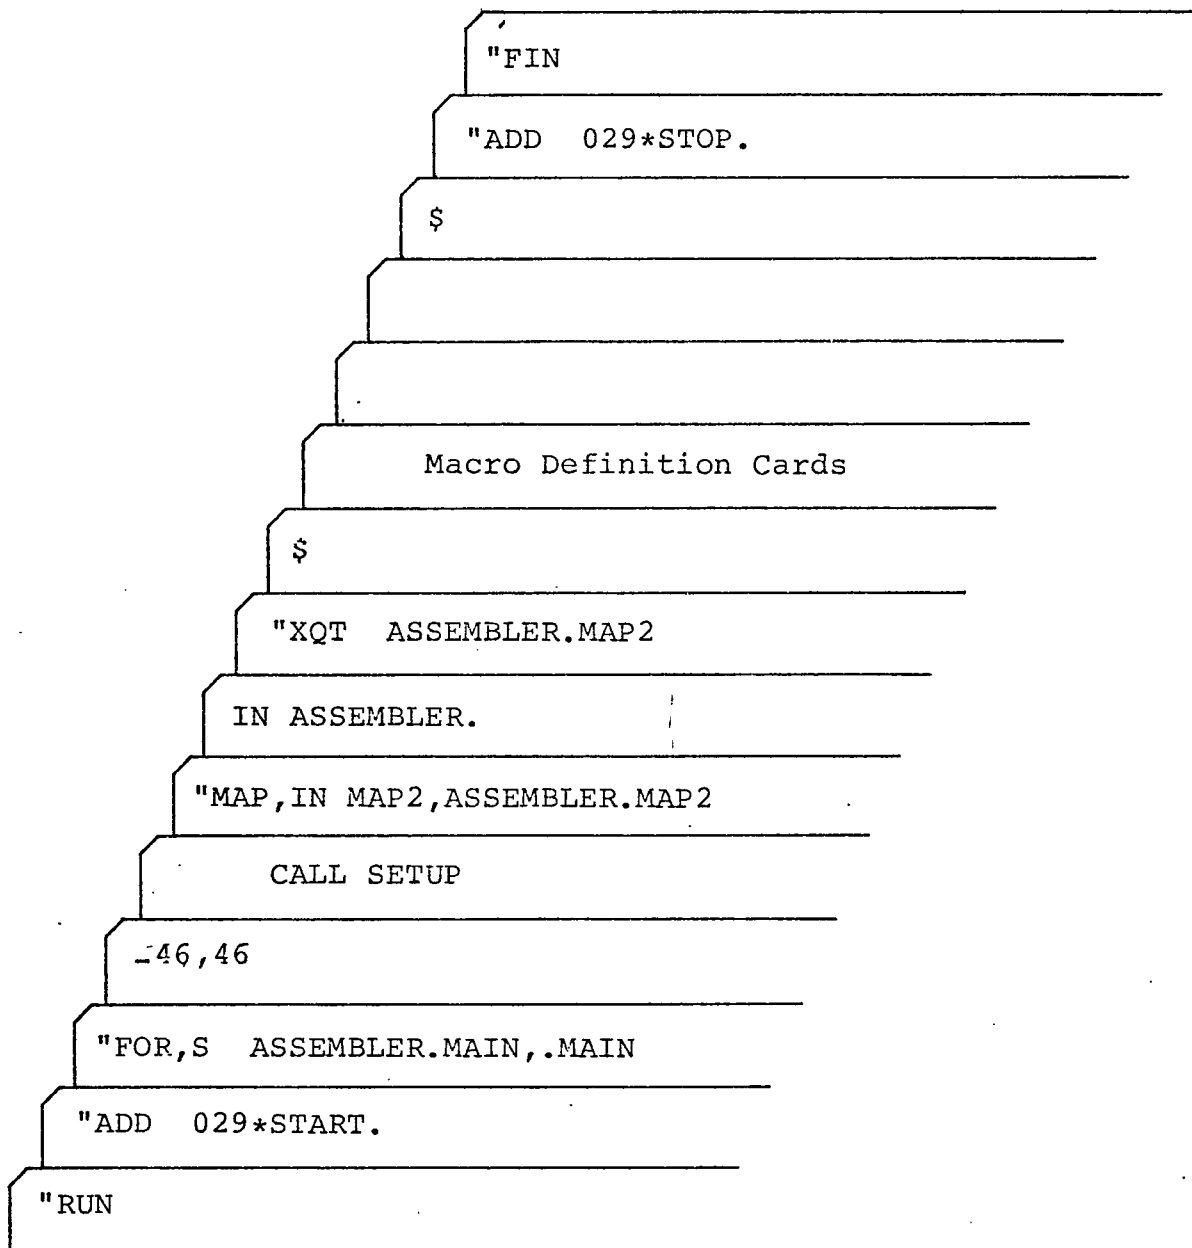 "FIN
"ADD 029*STOP.
$
Macro Definition Cards
$
"XQT ASSEMBLER.MAP2
IN ASSEMBLER.
"MAP,IN MAP2,ASSEMBLER.MAP2
CALL SETUP
-46,46
"FOR,S ASSEMBLER.MAIN,.MAIN
"ADD 029*START.
"RUN